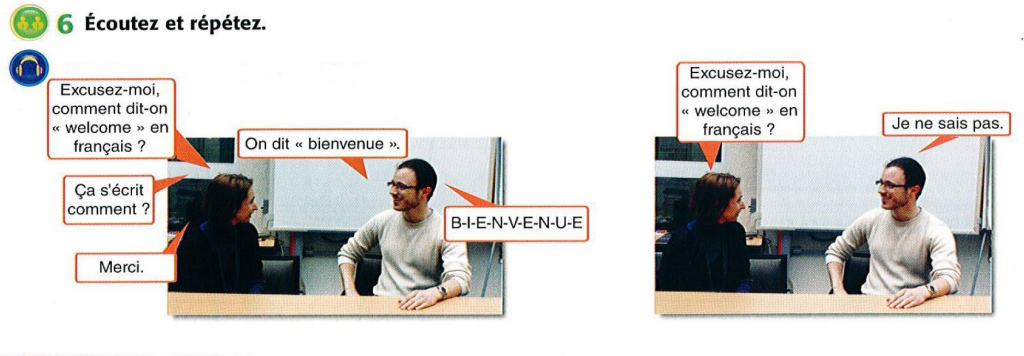 6 Écoutez et répétez.
Excusez-moi,
comment dit-on
« welcome » en
français ?
On dit « bienvenue ».
Ça s'écrit
comment ?
B-I-E-N-V-E-N-U-E
Merci.
Excusez-moi,
comment dit-on
« welcome » en
français ?
Je ne sais pas.